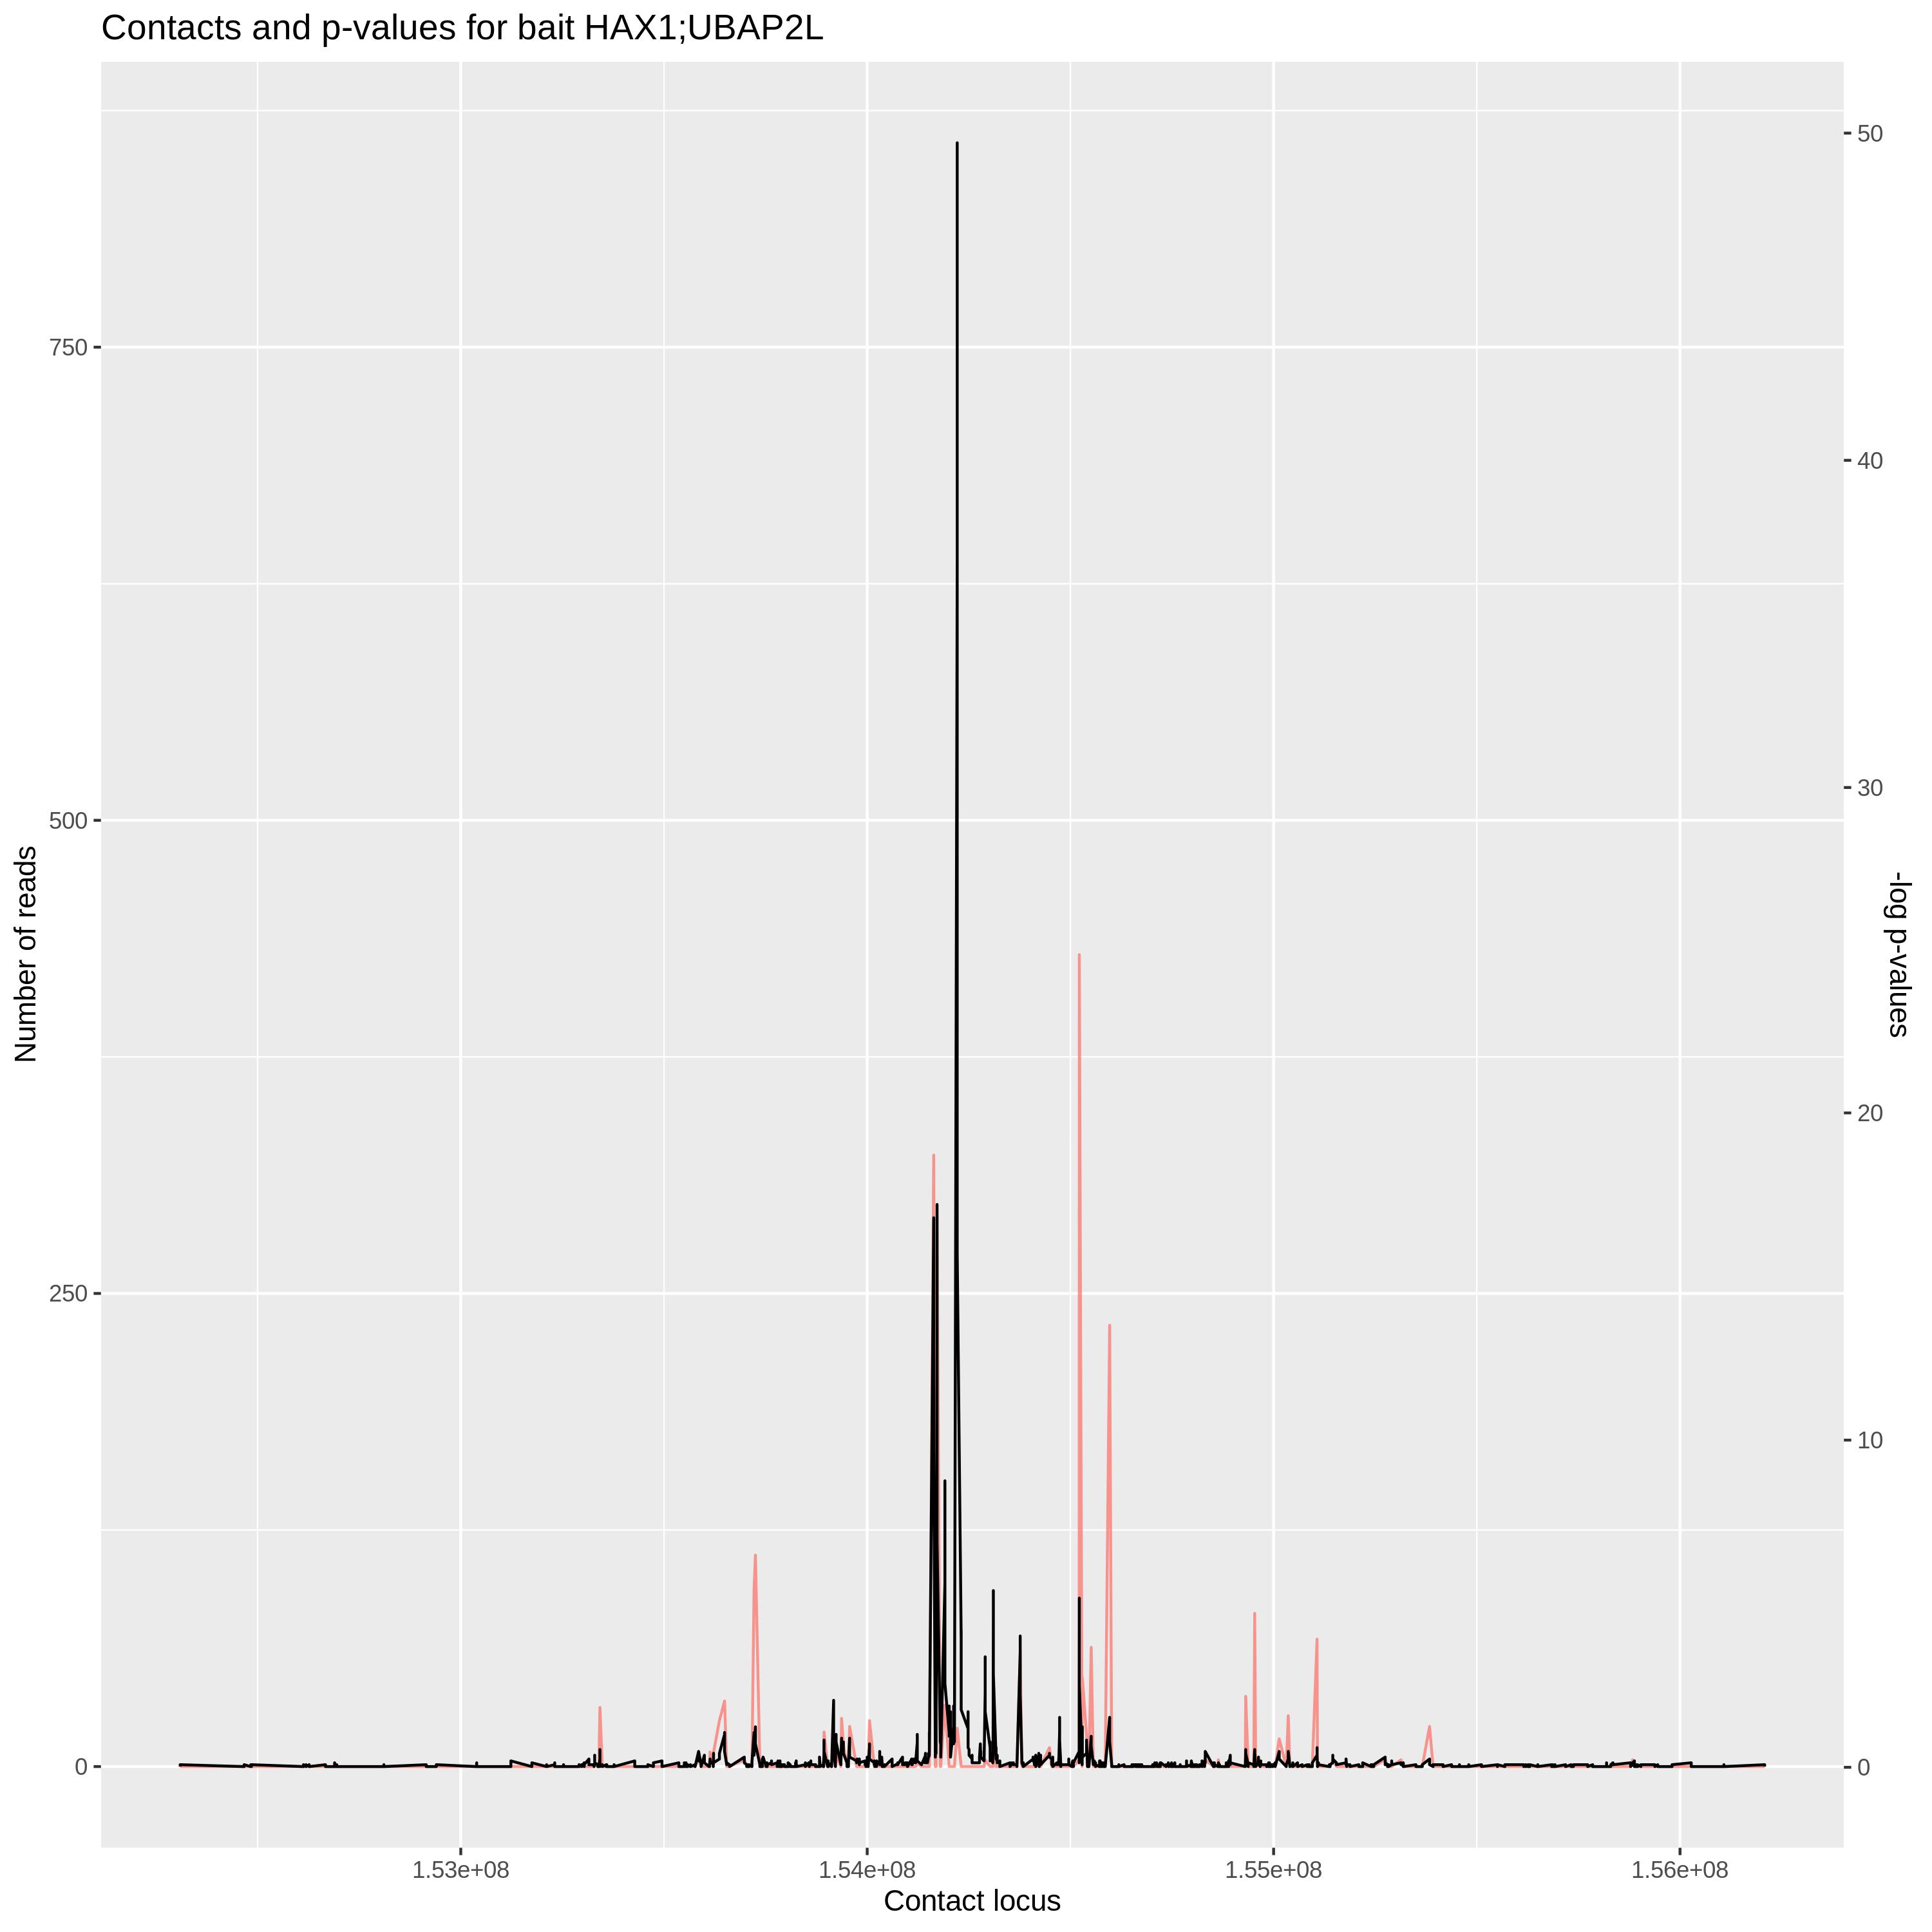 Contacts and p-values for bait HAX1;UBAP2L
Number of reads
750
500
250
0
50
40
30
20
10
0
-log p-values
1.53e+08
1.54e+08
1.55e+08
1.56e+08
Contact locus